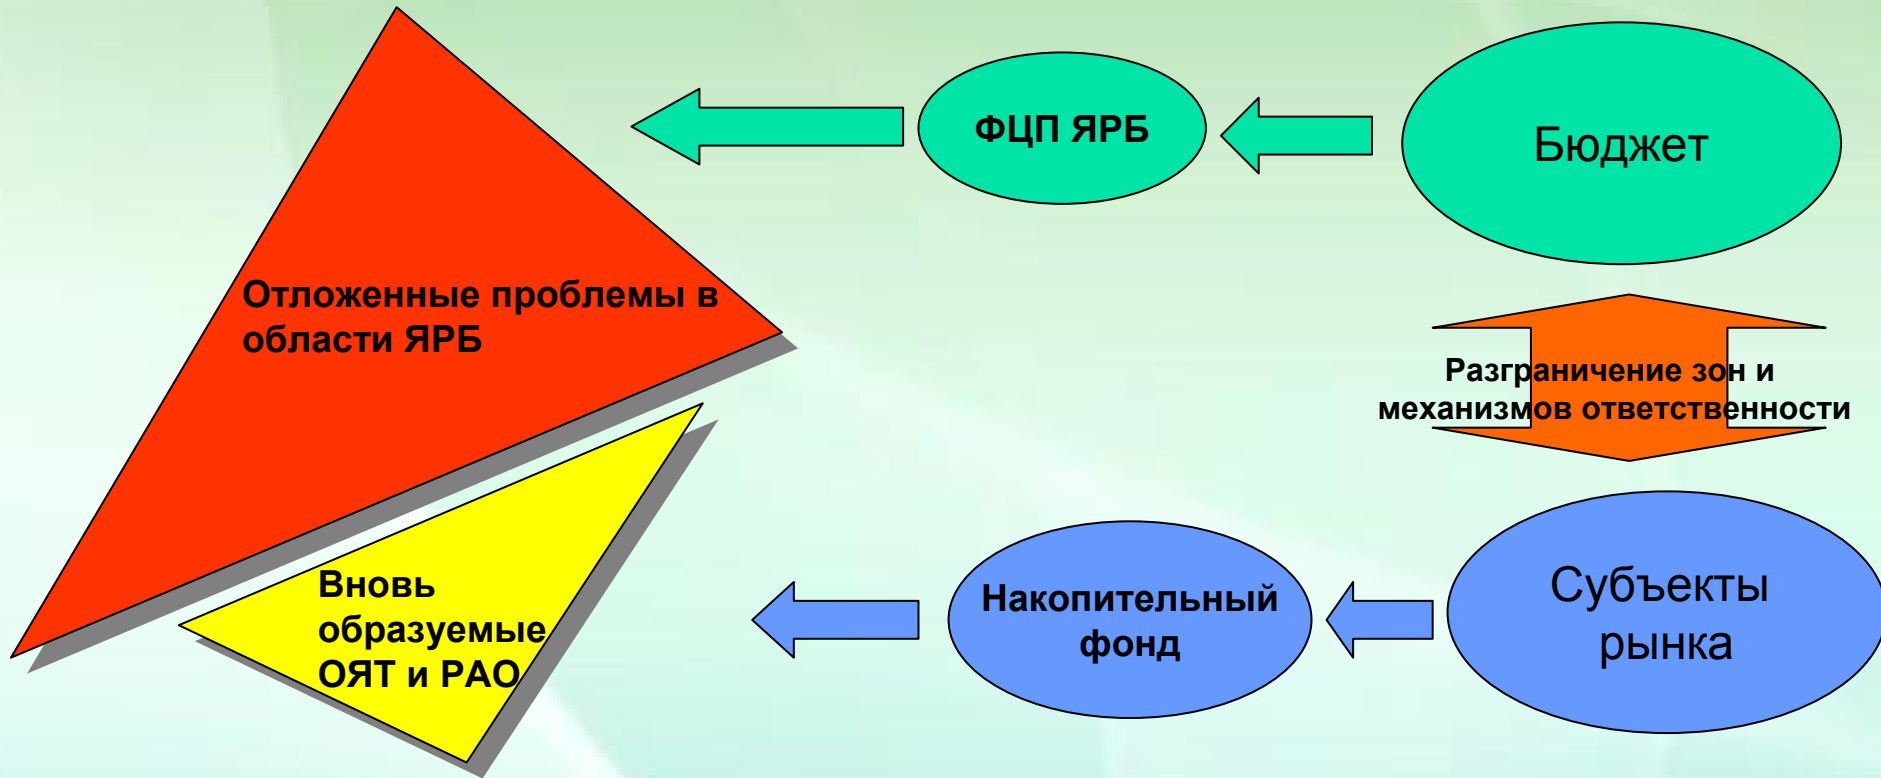 ФЦП ЯРБ
Бюджет
Отложенные проблемы в
области ЯРБ
Разграничение зон и
механизмов ответственности
Вновь
образуемые
ОЯТ и РАО
Накопительный
фонд
Субъекты
рынка